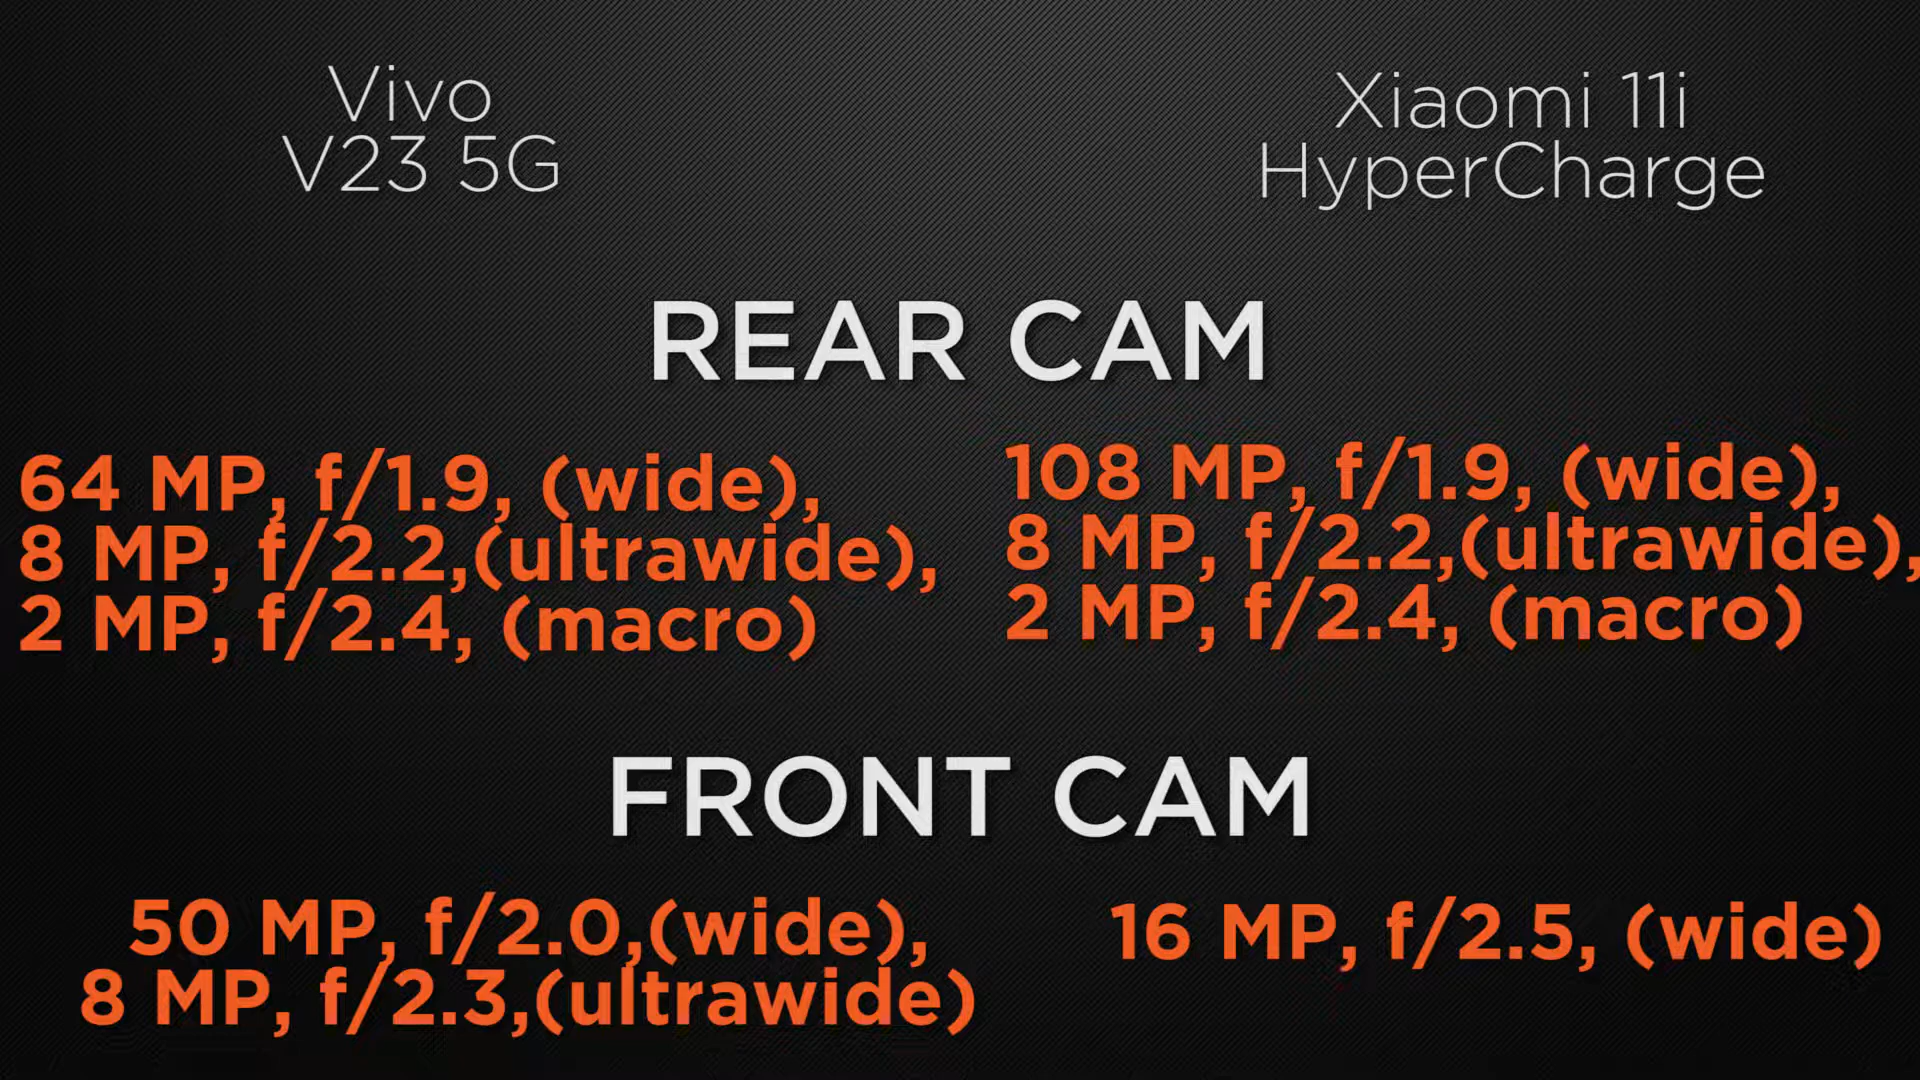 Vivo
V23 5G
Xiaomi 11i
HyperCharge
REAR CAM
64 MP, f/1.9, (wide),
8 MP, f/2.2,(ultrawide),
2 MP, f/2.4, (macro)
108 MP, f/1.9, (wide),
8 MP, f/2.2,(ultrawide),
2 MP, f/2.4, (macro)
FRONT CAM
50 MP, f/2.0,(wide),
8 MP, f/2.3,(ultrawide)
16 MP, f/2.5, (wide)